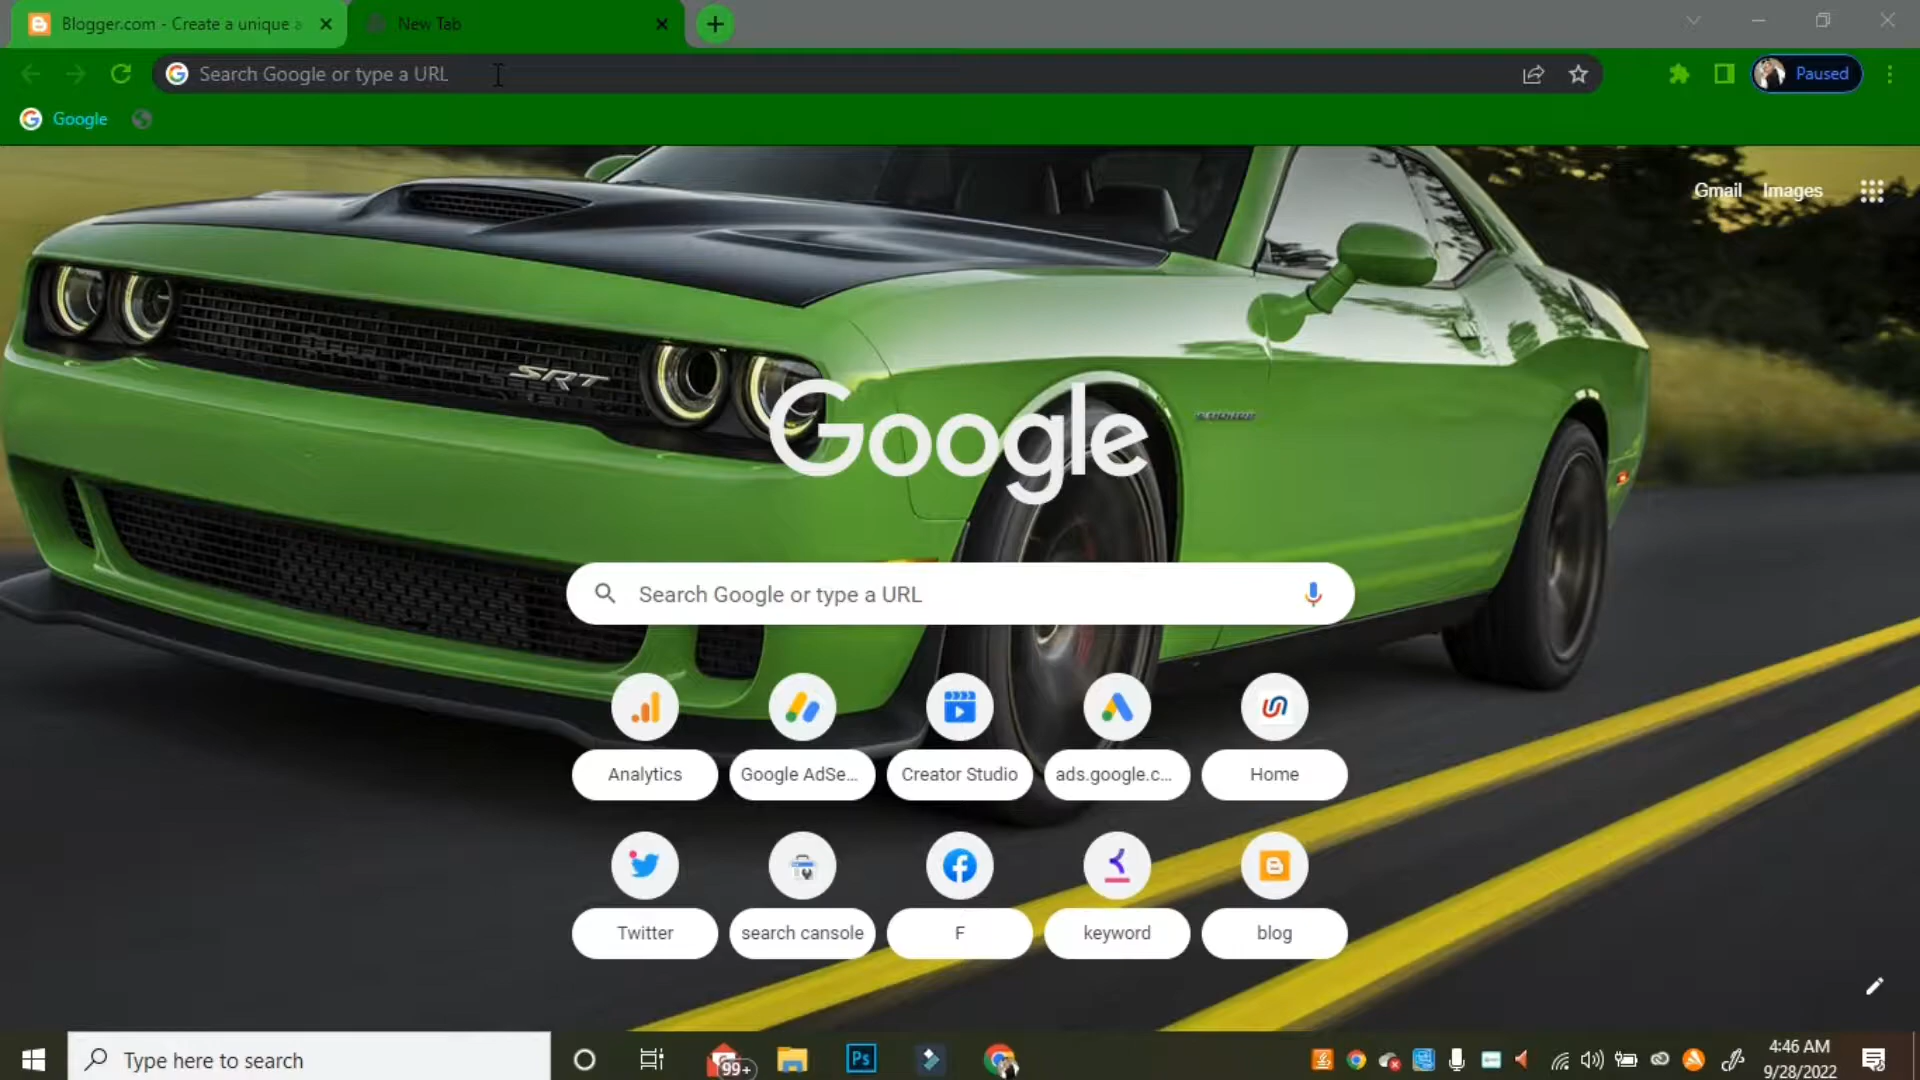 Blogger.com - Create a unique a
New Tab
Search Google or type a URL
Paused
Google
Gmail Images
SRT
Google
Search Google or type a URL
Analytics
Google AdSe...
Creator Studio
ads.google.c...
Home
Twitter
search cansole
F
keyword
blog
Type here to search
99+
Ps
4:46 AM
9/28/2022